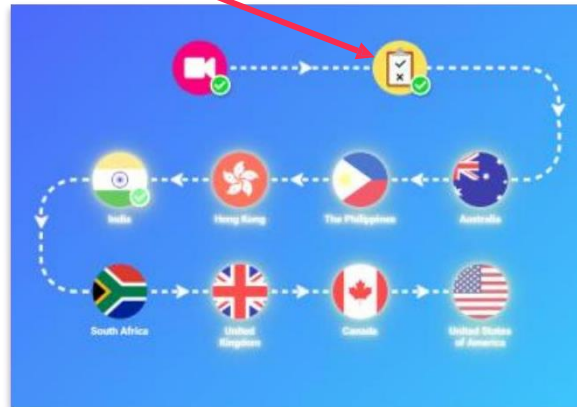 India
Hong Kong
The Philippines
Australia
South Africa
United
Kingdom
Canada
United States
of America